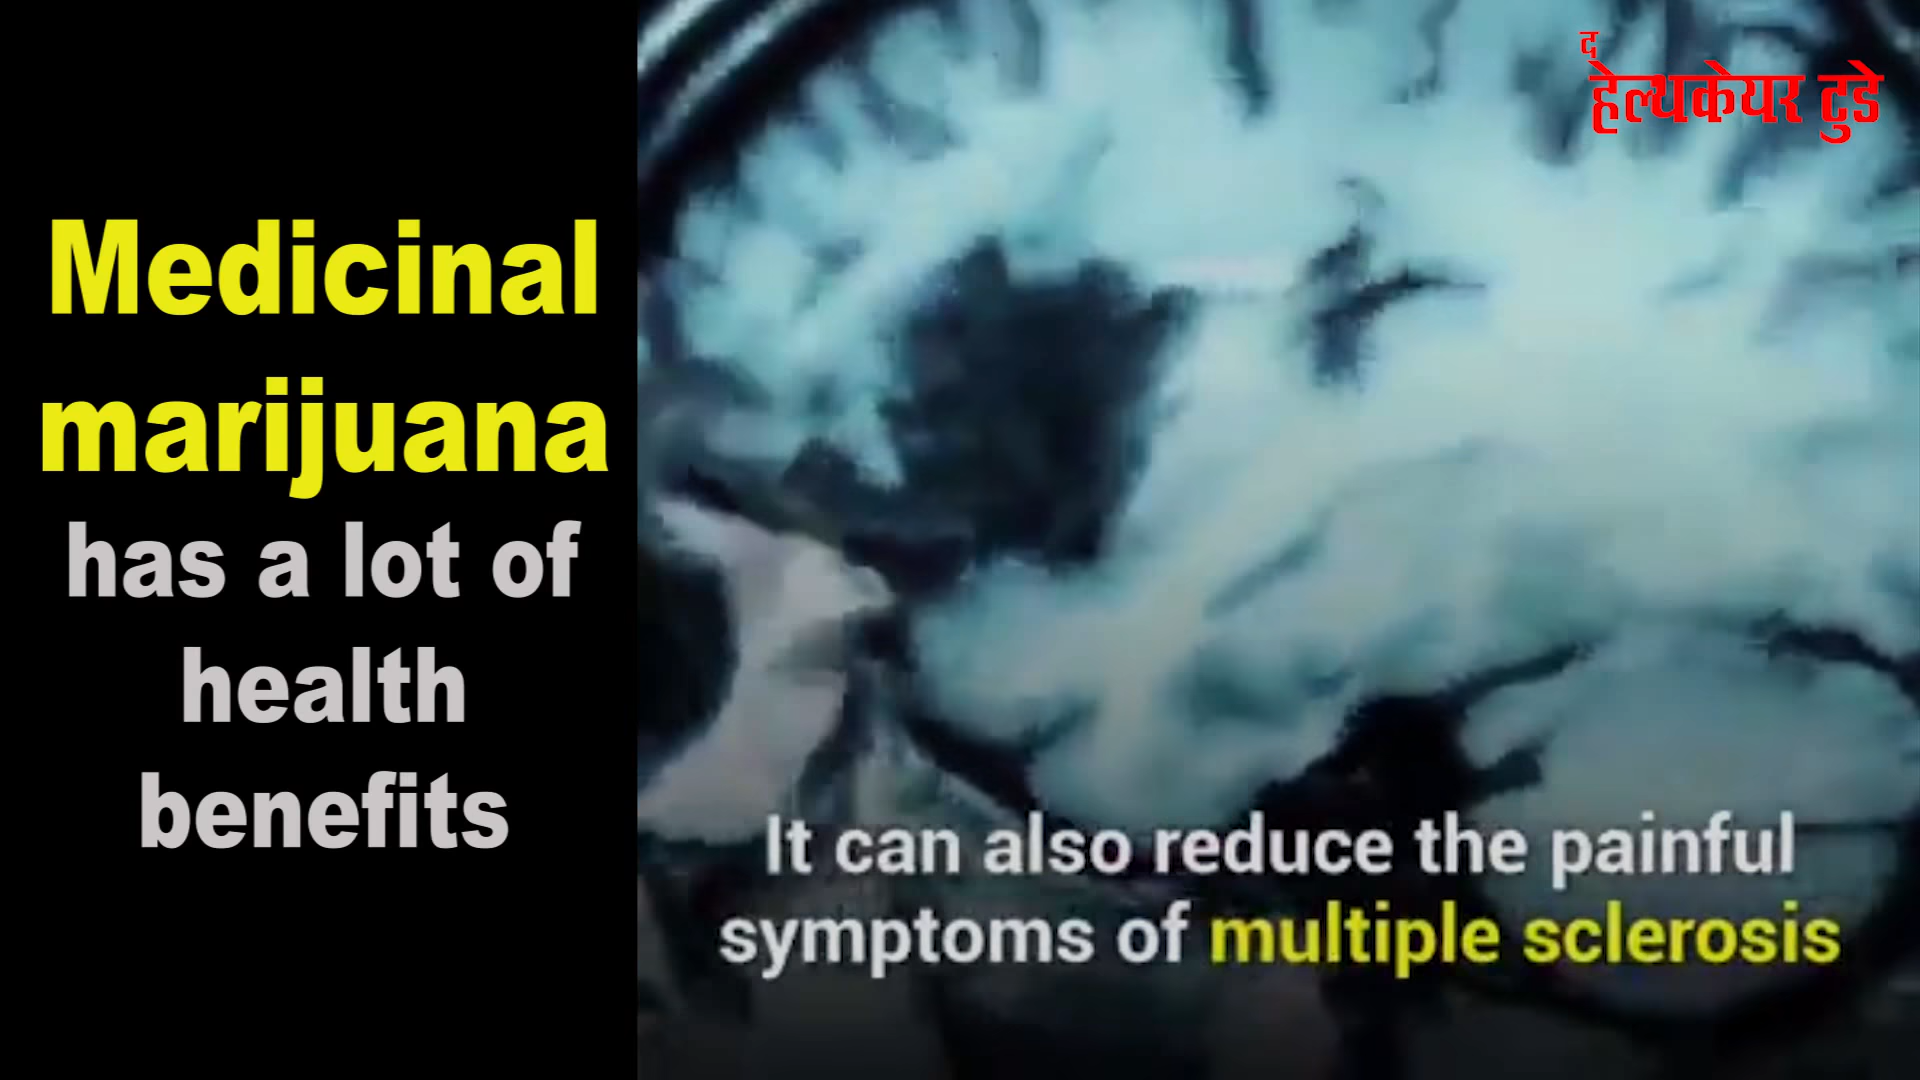 Medicinal
marijuana
has a lot of
health
benefits
द
हेल्थकेयर टुडे
It can also reduce the painful
symptoms of multiple sclerosis